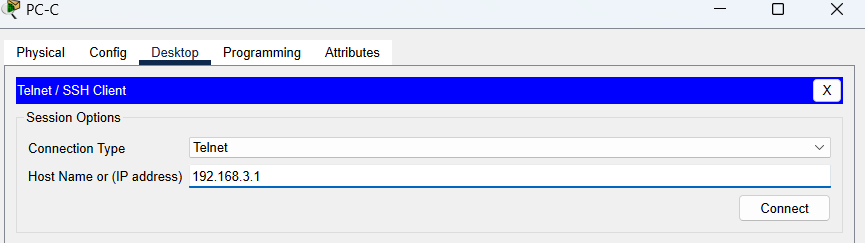 PC-C
Physical Config Desktop Programming Attributes
Telnet / SSH Client X
Session Options
Connection Type Telnet
Host Name or (IP address) 192.168.3.1
Connect